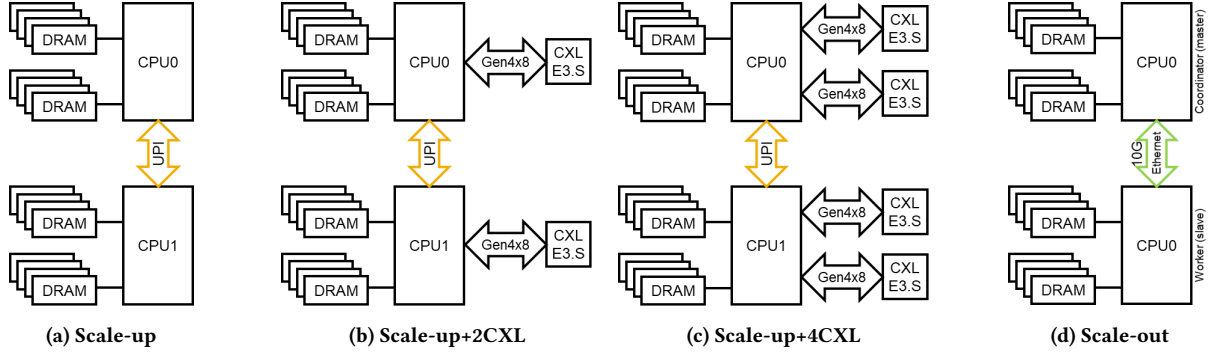 DRAM
CPU0
DRAM
UPI
DRAM
CPU1
DRAM
(a) Scale-up
DRAM
CPU0
Gen4x8
CXL
E3.S
DRAM
UPI
DRAM
CPU1
Gen4x8
CXL
E3.S
DRAM
(b) Scale-up+2CXL
DRAM
CPU0
Gen4x8
CXL
E3.S
DRAM
Gen4x8
CXL
E3.S
UPI
DRAM
CPU1
Gen4x8
CXL
E3.S
DRAM
Gen4x8
CXL
E3.S
(c) Scale-up+4CXL
DRAM
CPU0
DRAM
Coordinator (master)
10G
Ethernet
DRAM
CPU0
DRAM
Worker (slave)
(d) Scale-out